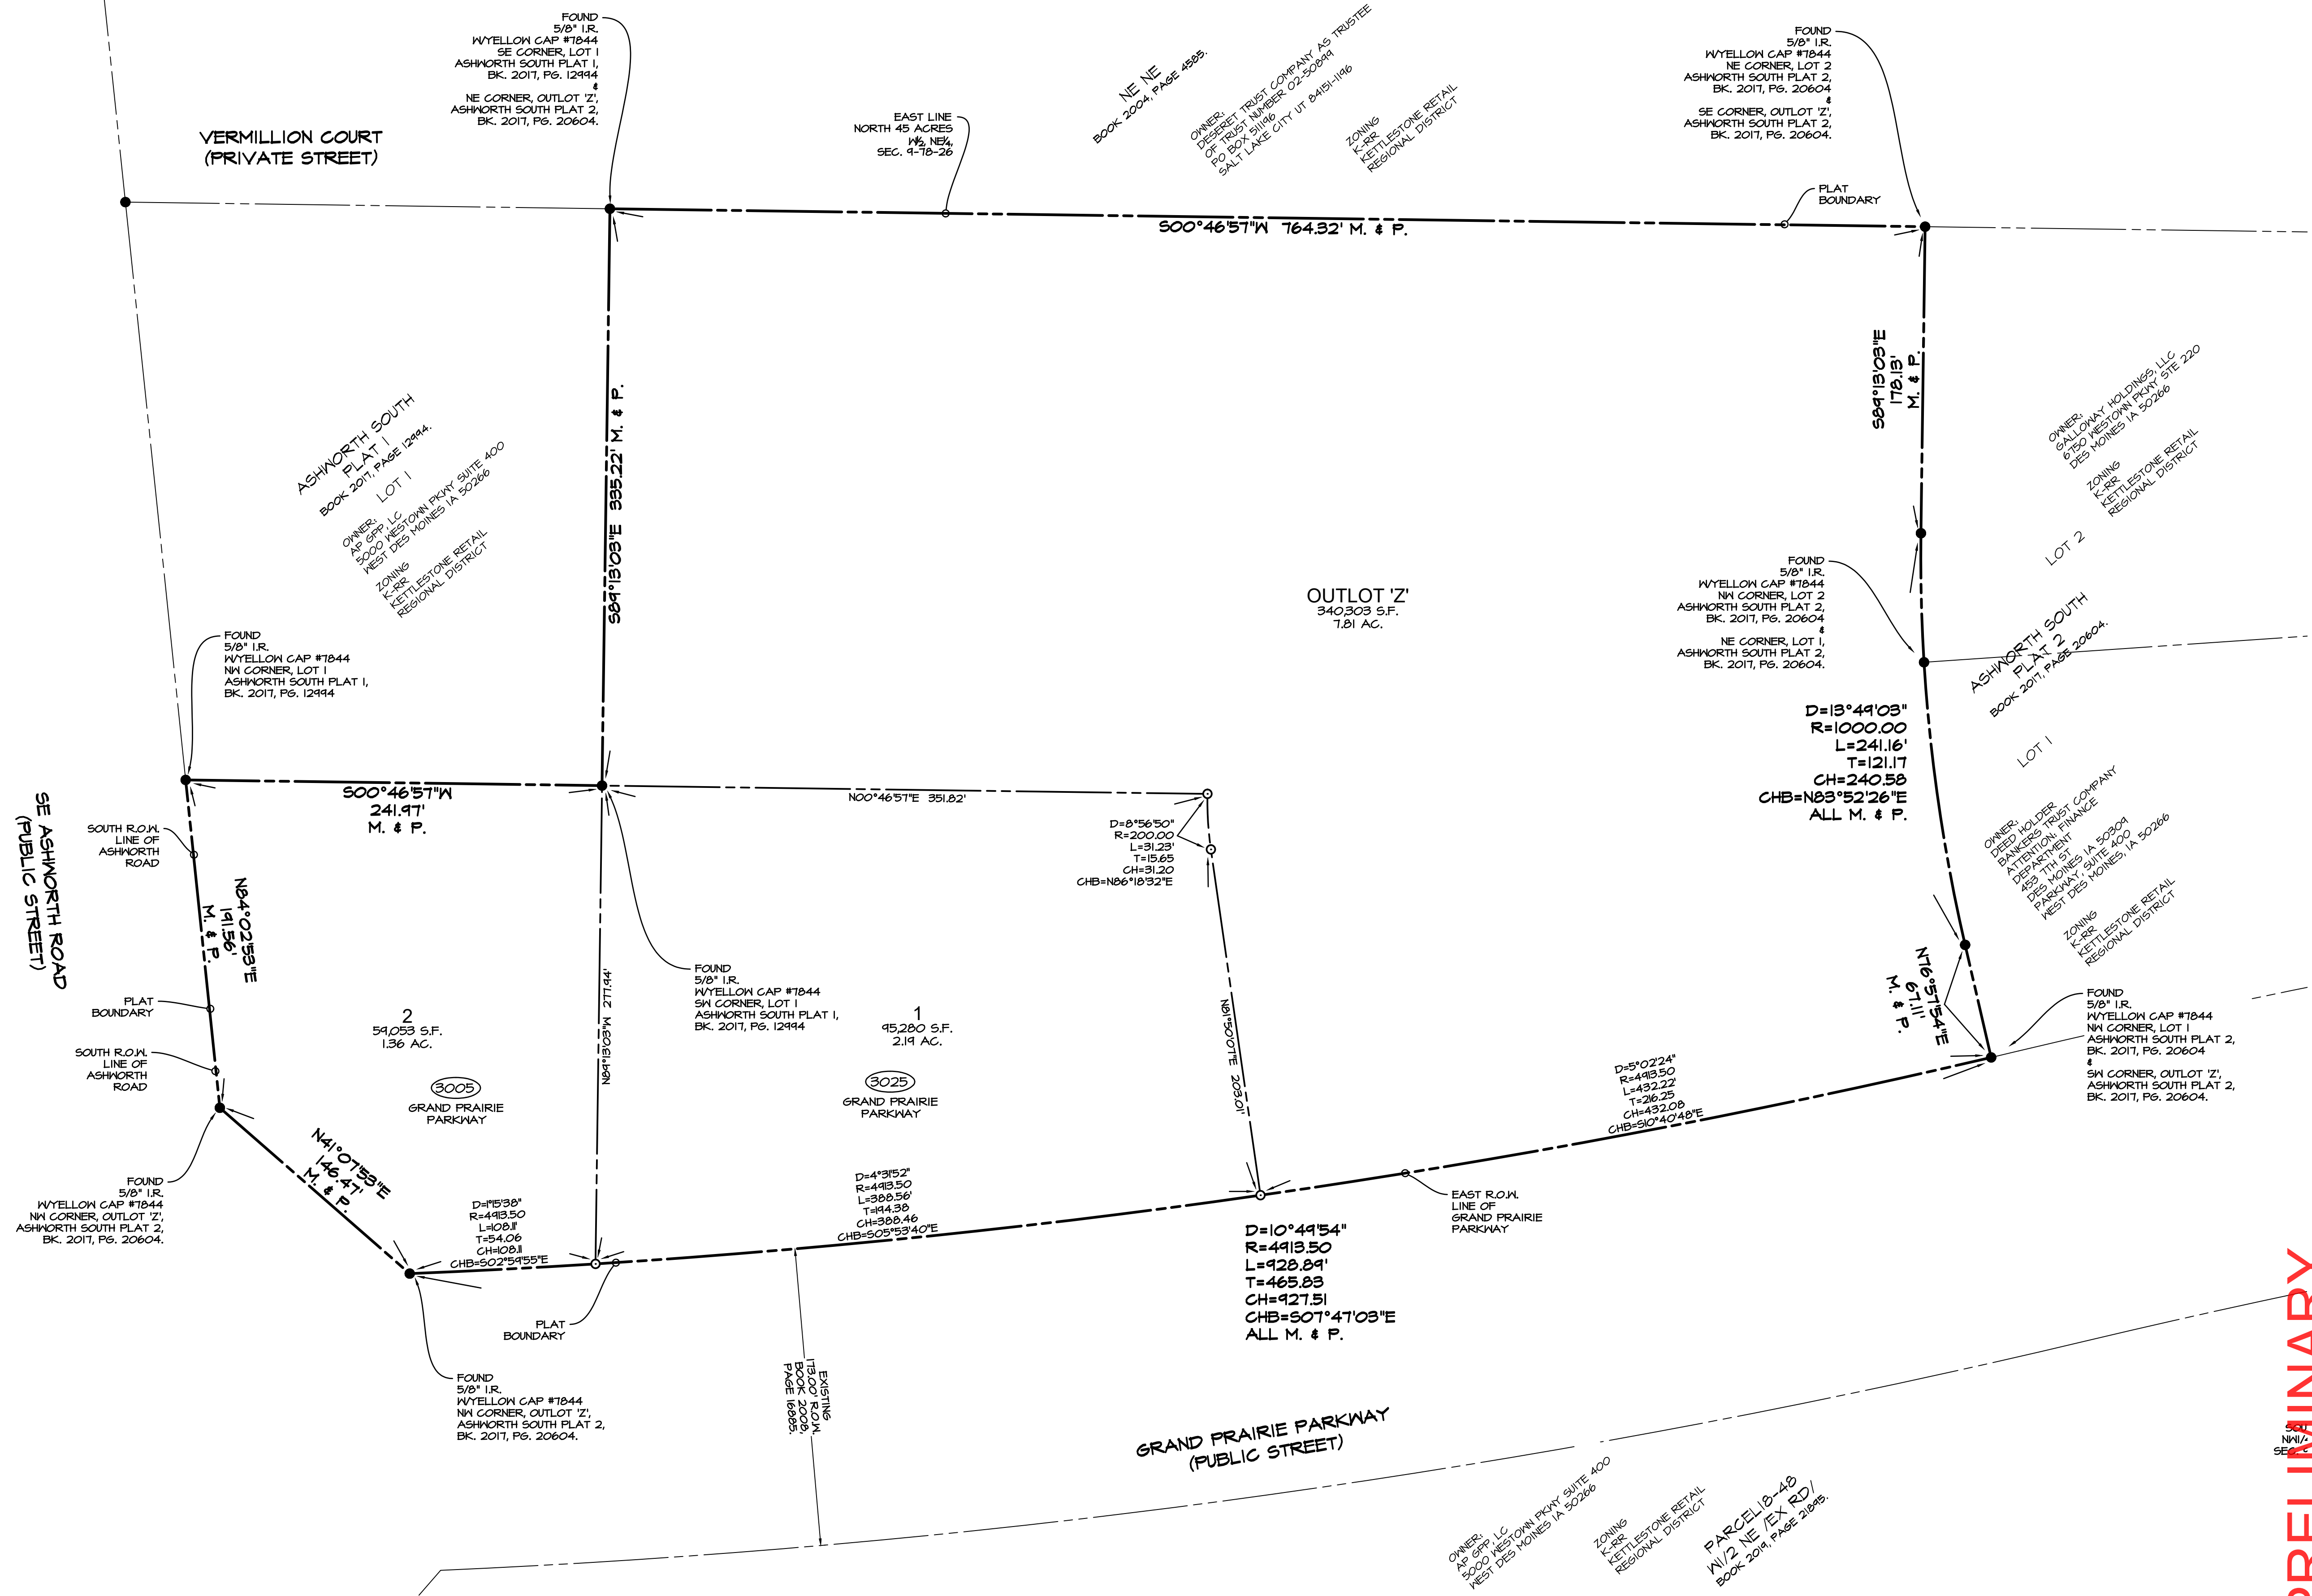 FOUND
5/8" I.R.
W/YELLOW CAP #7844
SE CORNER, LOT 1
ASHWORTH SOUTH PLAT 1,
BK. 2017, PG. 12994
&
NE CORNER, OUTLOT 'Z',
ASHWORTH SOUTH PLAT 2,
BK. 2017, PG. 20604.
VERMILLION COURT
(PRIVATE STREET)
EAST LINE
NORTH 45 ACRES
W½, NE¼,
SEC. 9-78-26
NE NE
BOOK 2004, PAGE 4585.
OWNER:
DESERET TRUST COMPANY AS TRUSTEE
OF TRUST NUMBER 02-50899
PO BOX 511196
SALT LAKE CITY UT 84151-1196
ZONING
K-RR
KETTLESTONE RETAIL
REGIONAL DISTRICT
FOUND
5/8" I.R.
W/YELLOW CAP #7844
NE CORNER, LOT 2
ASHWORTH SOUTH PLAT 2,
BK. 2017, PG. 20604
&
SE CORNER, OUTLOT 'Z',
ASHWORTH SOUTH PLAT 2,
BK. 2017, PG. 20604.
PLAT
BOUNDARY
S00°46'57"W 764.32' M. & P.
S89°13'03"E 335.22' M. & P.
S89°13'03"E
178.13'
M. & P.
ASHWORTH SOUTH
PLAT 1
BOOK 2017, PAGE 12994.
LOT 1
OWNER:
AP GPP, LC
5000 WESTOWN PKWY SUITE 400
WEST DES MOINES IA 50266
ZONING
K-RR
KETTLESTONE RETAIL
REGIONAL DISTRICT
OWNER:
GALLOWAY HOLDINGS, LLC
6750 WESTOWN PKWY STE 220
DES MOINES IA 50266
ZONING
K-RR
KETTLESTONE RETAIL
REGIONAL DISTRICT
LOT 2
OUTLOT 'Z'
340,303 S.F.
7.81 AC.
FOUND
5/8" I.R.
W/YELLOW CAP #7844
NW CORNER, LOT 2
ASHWORTH SOUTH PLAT 2,
BK. 2017, PG. 20604
&
NE CORNER, LOT 1,
ASHWORTH SOUTH PLAT 2,
BK. 2017, PG. 20604.
ASHWORTH SOUTH
PLAT 2
BOOK 2017, PAGE 20604.
LOT 1
FOUND
5/8" I.R.
W/YELLOW CAP #7844
NW CORNER, LOT 1
ASHWORTH SOUTH PLAT 1,
BK. 2017, PG. 12994
D=13°49'03"
R=1000.00
L=241.16'
T=121.17
CH=240.58
CHB=N83°52'26"E
ALL M. & P.
OWNER:
DEED HOLDER
BANKERS TRUST COMPANY
ATTENTION: FINANCE
DEPARTMENT
453 7TH ST
DES MOINES IA 50309
PARKWAY, SUITE 400
WEST DES MOINES, IA 50266
ZONING
K-RR
KETTLESTONE RETAIL
REGIONAL DISTRICT
SE ASHWORTH ROAD
(PUBLIC STREET)
S00°46'57"W
241.97'
M. & P.
N00°46'57"E 351.82'
SOUTH R.O.W.
LINE OF
ASHWORTH
ROAD
D=8°56'50"
R=200.00
L=31.23'
T=15.65
CH=31.20
CHB=N86°18'32"E
N84°02'53"E
191.56'
M. & P.
FOUND
5/8" I.R.
W/YELLOW CAP #7844
SW CORNER, LOT 1
ASHWORTH SOUTH PLAT 1,
BK. 2017, PG. 12994
N89°13'03"W 277.94'
N81°50'07"E 203.01'
N76°57'54"E
67.11'
M. & P.
FOUND
5/8" I.R.
W/YELLOW CAP #7844
NW CORNER, LOT 1
ASHWORTH SOUTH PLAT 2,
BK. 2017, PG. 20604
&
SW CORNER, OUTLOT 'Z',
ASHWORTH SOUTH PLAT 2,
BK. 2017, PG. 20604.
PLAT
BOUNDARY
2
59,053 S.F.
1.36 AC.
1
95,280 S.F.
2.19 AC.
SOUTH R.O.W.
LINE OF
ASHWORTH
ROAD
3005
GRAND PRAIRIE
PARKWAY
3025
GRAND PRAIRIE
PARKWAY
D=5°02'24"
R=4913.50
L=432.22'
T=216.25
CH=432.08
CHB=S10°40'48"E
N41°07'53"E
146.47'
M. & P.
FOUND
5/8" I.R.
W/YELLOW CAP #7844
NW CORNER, OUTLOT 'Z',
ASHWORTH SOUTH PLAT 2,
BK. 2017, PG. 20604.
D=1°15'38"
R=4913.50
L=108.11'
T=54.06
CH=108.11
CHB=S02°59'55"E
D=4°31'52"
R=4913.50
L=388.56'
T=194.38
CH=388.46
CHB=S05°53'40"E
EAST R.O.W.
LINE OF
GRAND PRAIRIE
PARKWAY
D=10°49'54"
R=4913.50
L=928.89'
T=465.83
CH=927.51
CHB=S07°47'03"E
ALL M. & P.
PLAT
BOUNDARY
FOUND
5/8" I.R.
W/YELLOW CAP #7844
NW CORNER, OUTLOT 'Z',
ASHWORTH SOUTH PLAT 2,
BK. 2017, PG. 20604.
EXISTING
173.00' R.O.W.
BOOK 2008,
PAGE 16885.
GRAND PRAIRIE PARKWAY
(PUBLIC STREET)
OWNER:
AP GPP, LC
5000 WESTOWN PKWY SUITE 400
WEST DES MOINES IA 50266
ZONING
K-RR
KETTLESTONE RETAIL
REGIONAL DISTRICT
PARCEL 18-48
W1/2 NE /EX RD/
BOOK 2019, PAGE 21895.
PRELIMINARY